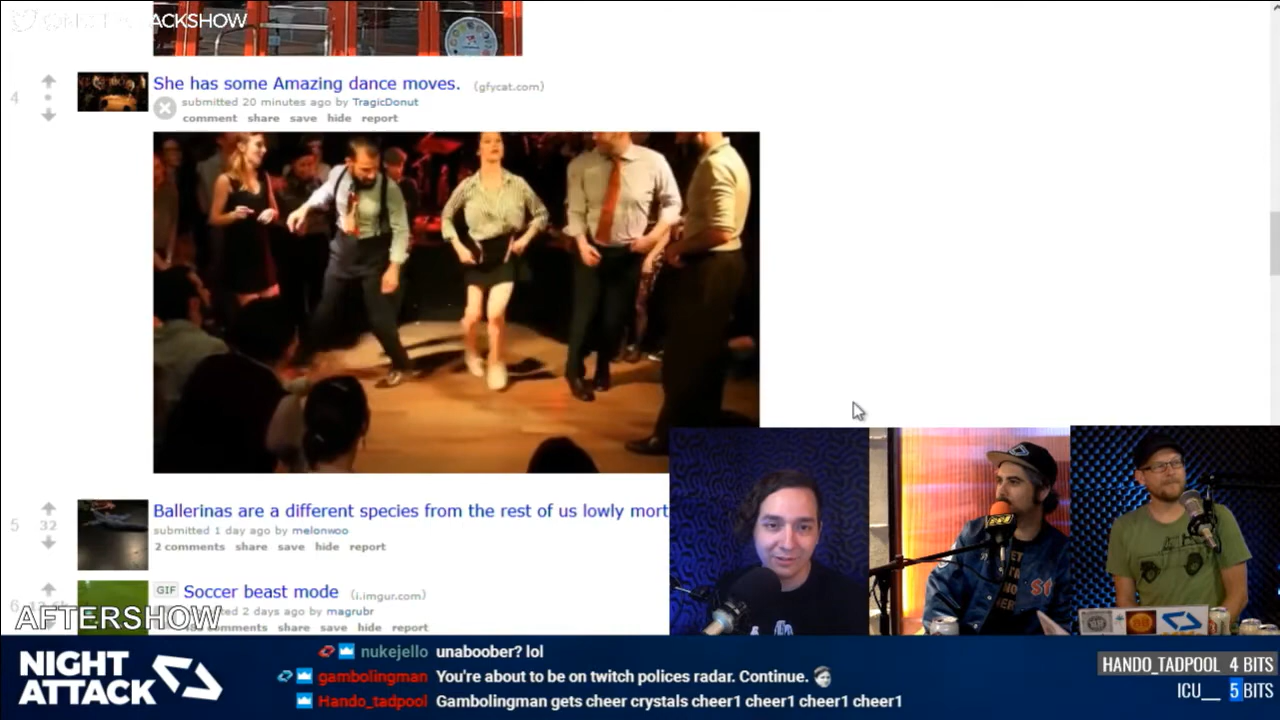 ACKSHOW
4
She has some Amazing dance moves. (gfycat.com)
submitted 20 minutes ago by TragicDonut
comment share save hide report
5
32
Ballerinas are a different species from the rest of us lowly mort
submitted 1 day ago by melonwoo
2 comments share save hide report
GIF Soccer beast mode (i.imgur.com)
2 days ago by magrubr
comments share save hide report
AFTERSHOW
NIGHT ATTACK
nukejello unaboober? lol
gambolingman You're about to be on twitch polices radar. Continue.
Hando_tadpool Gambolingman gets cheer crystals cheer1 cheer1 cheer1 cheer1
HANDO_TADPOOL 4 BITS
ICU__ 5 BITS